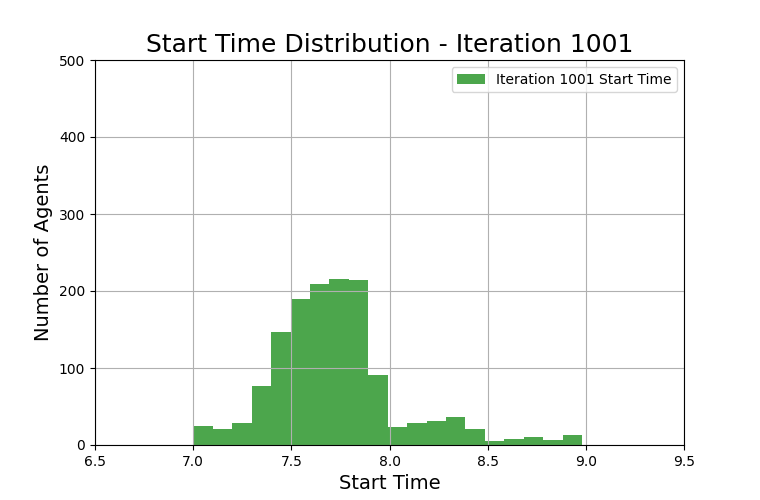 Start Time Distribution - Iteration 1001
Iteration 1001 Start Time
Number of Agents
500
400
300
200
100
0
6.5 7.0 7.5 8.0 8.5 9.0 9.5
Start Time